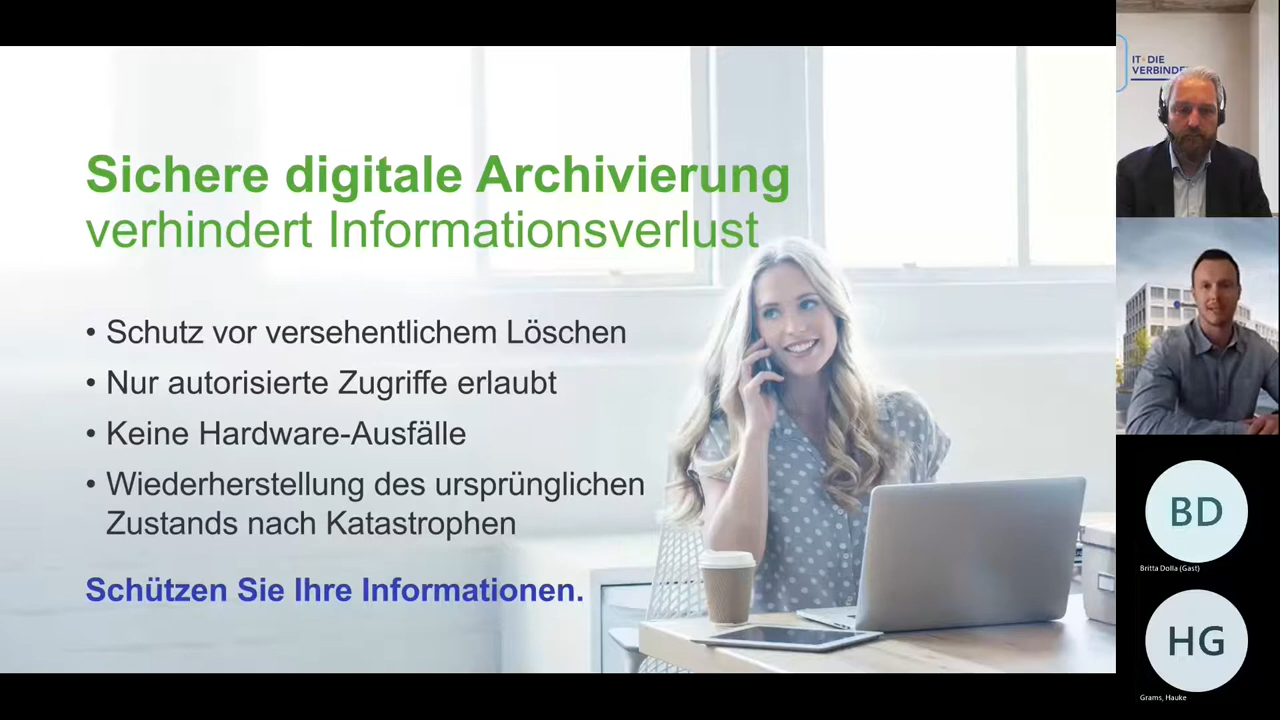 Sichere digitale Archivierung
verhindert Informationsverlust
• Schutz vor versehentlichem Löschen
• Nur autorisierte Zugriffe erlaubt
• Keine Hardware-Ausfälle
• Wiederherstellung des ursprünglichen
Zustands nach Katastrophen
Schützen Sie Ihre Informationen.
IT·DIE
BD
Britta Dolla (Gast)
HG
Grams, Hauke